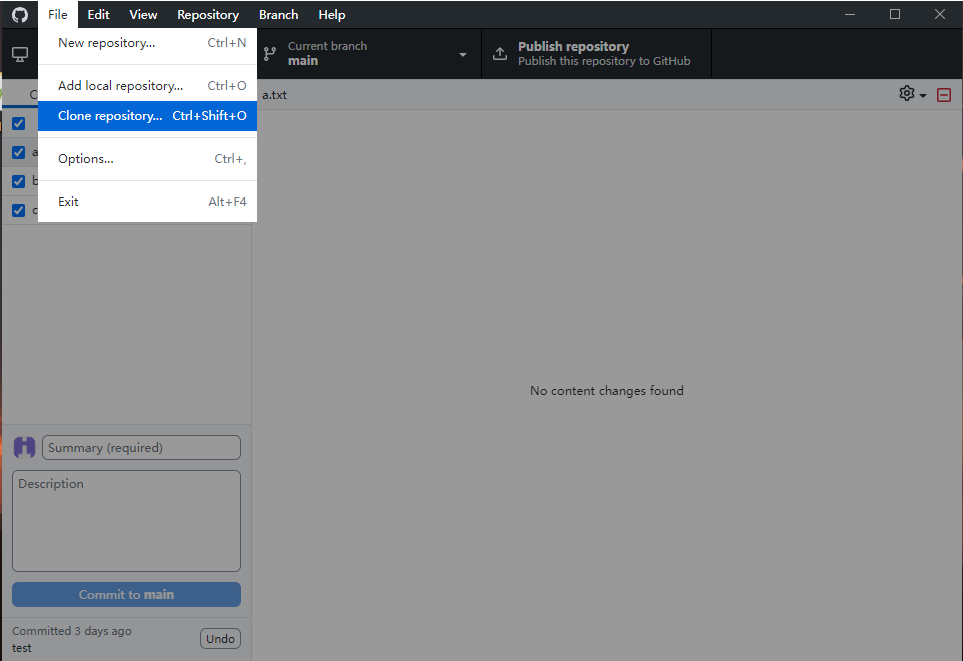 File Edit View Repository Branch Help
New repository... Ctrl+N
Add local repository... Ctrl+O
Clone repository... Ctrl+Shift+O
Options... Ctrl+,
Exit Alt+F4
Current branch
main
Publish repository
Publish this repository to GitHub
a.txt
No content changes found
Summary (required)
Description
Commit to main
Committed 3 days ago
test
Undo